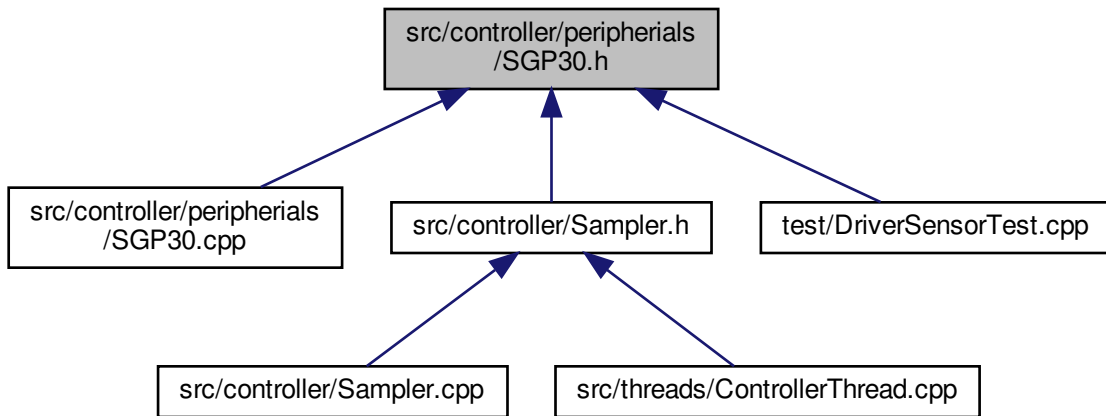 src/controller/peripherials
/SGP30.h
src/controller/peripherials
/SGP30.cpp
src/controller/Sampler.h
test/DriverSensorTest.cpp
src/controller/Sampler.cpp
src/threads/ControllerThread.cpp